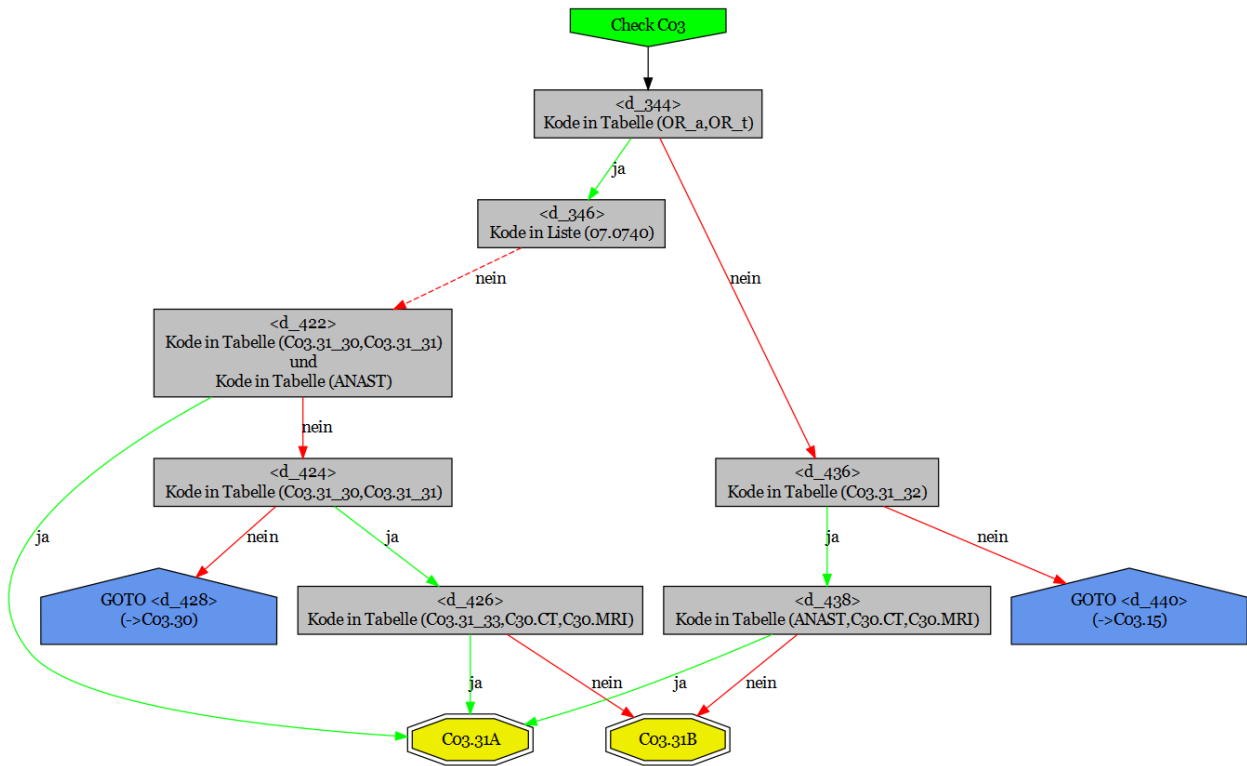 Check C03
<d_344>
Kode in Tabelle (OR_a,OR_t)
ja
<d_346>
Kode in Liste (07.0740)
nein
nein
<d_422>
Kode in Tabelle (C03.31_30,C03.31_31)
und
Kode in Tabelle (ANAST)
nein
<d_424>
Kode in Tabelle (C03.31_30,C03.31_31)
<d_436>
Kode in Tabelle (C03.31_32)
ja
nein
ja
ja
nein
GOTO <d_428>
(->C03.30)
<d_426>
Kode in Tabelle (C03.31_33,C30.CT,C30.MRI)
<d_438>
Kode in Tabelle (ANAST,C30.CT,C30.MRI)
GOTO <d_440>
(->C03.15)
ja
nein
ja
nein
C03.31A
C03.31B